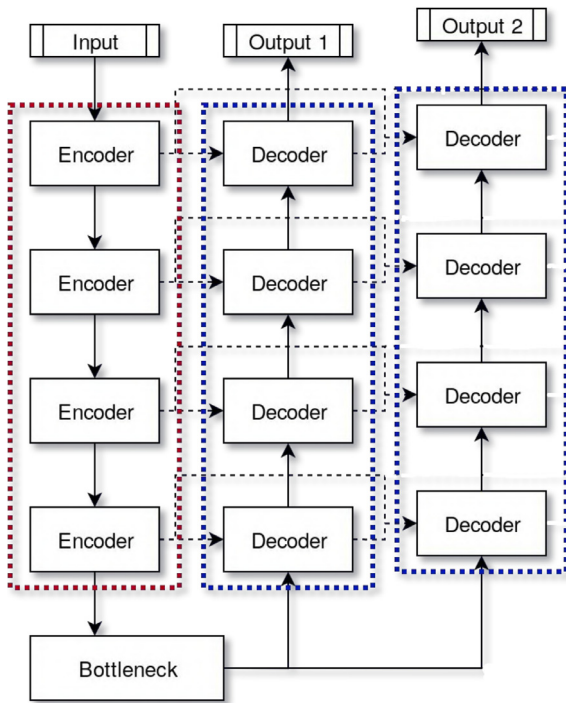 Input
Output 1
Output 2
Encoder
Decoder
Decoder
Encoder
Decoder
Decoder
Encoder
Decoder
Decoder
Encoder
Decoder
Decoder
Bottleneck